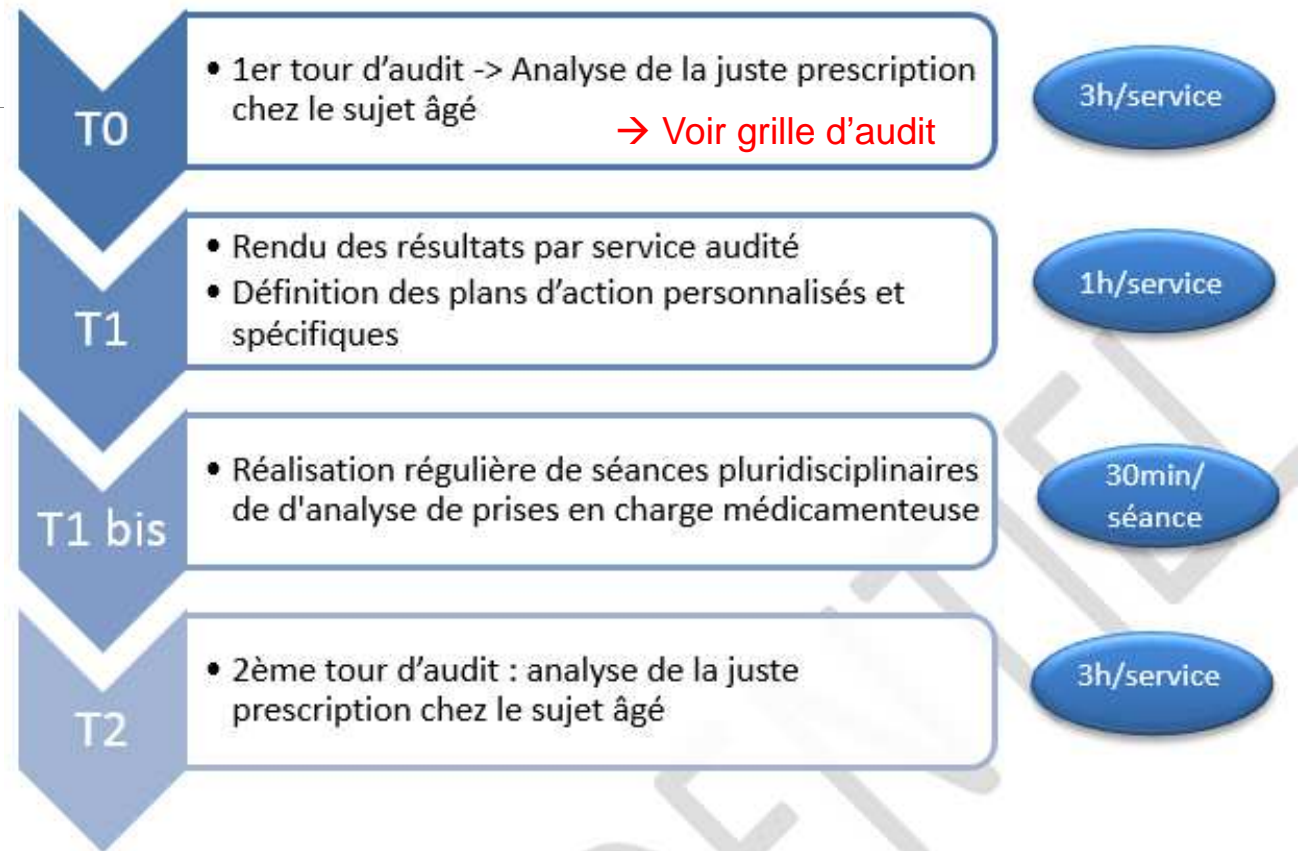 T0
• 1er tour d'audit -> Analyse de la juste prescription
chez le sujet âgé
→ Voir grille d'audit
3h/service
T1
• Rendu des résultats par service audité
• Définition des plans d'action personnalisés et
spécifiques
1h/service
T1 bis
• Réalisation régulière de séances pluridisciplinaires
de d'analyse de prises en charge médicamenteuse
30min/
séance
T2
• 2ème tour d'audit : analyse de la juste
prescription chez le sujet âgé
3h/service